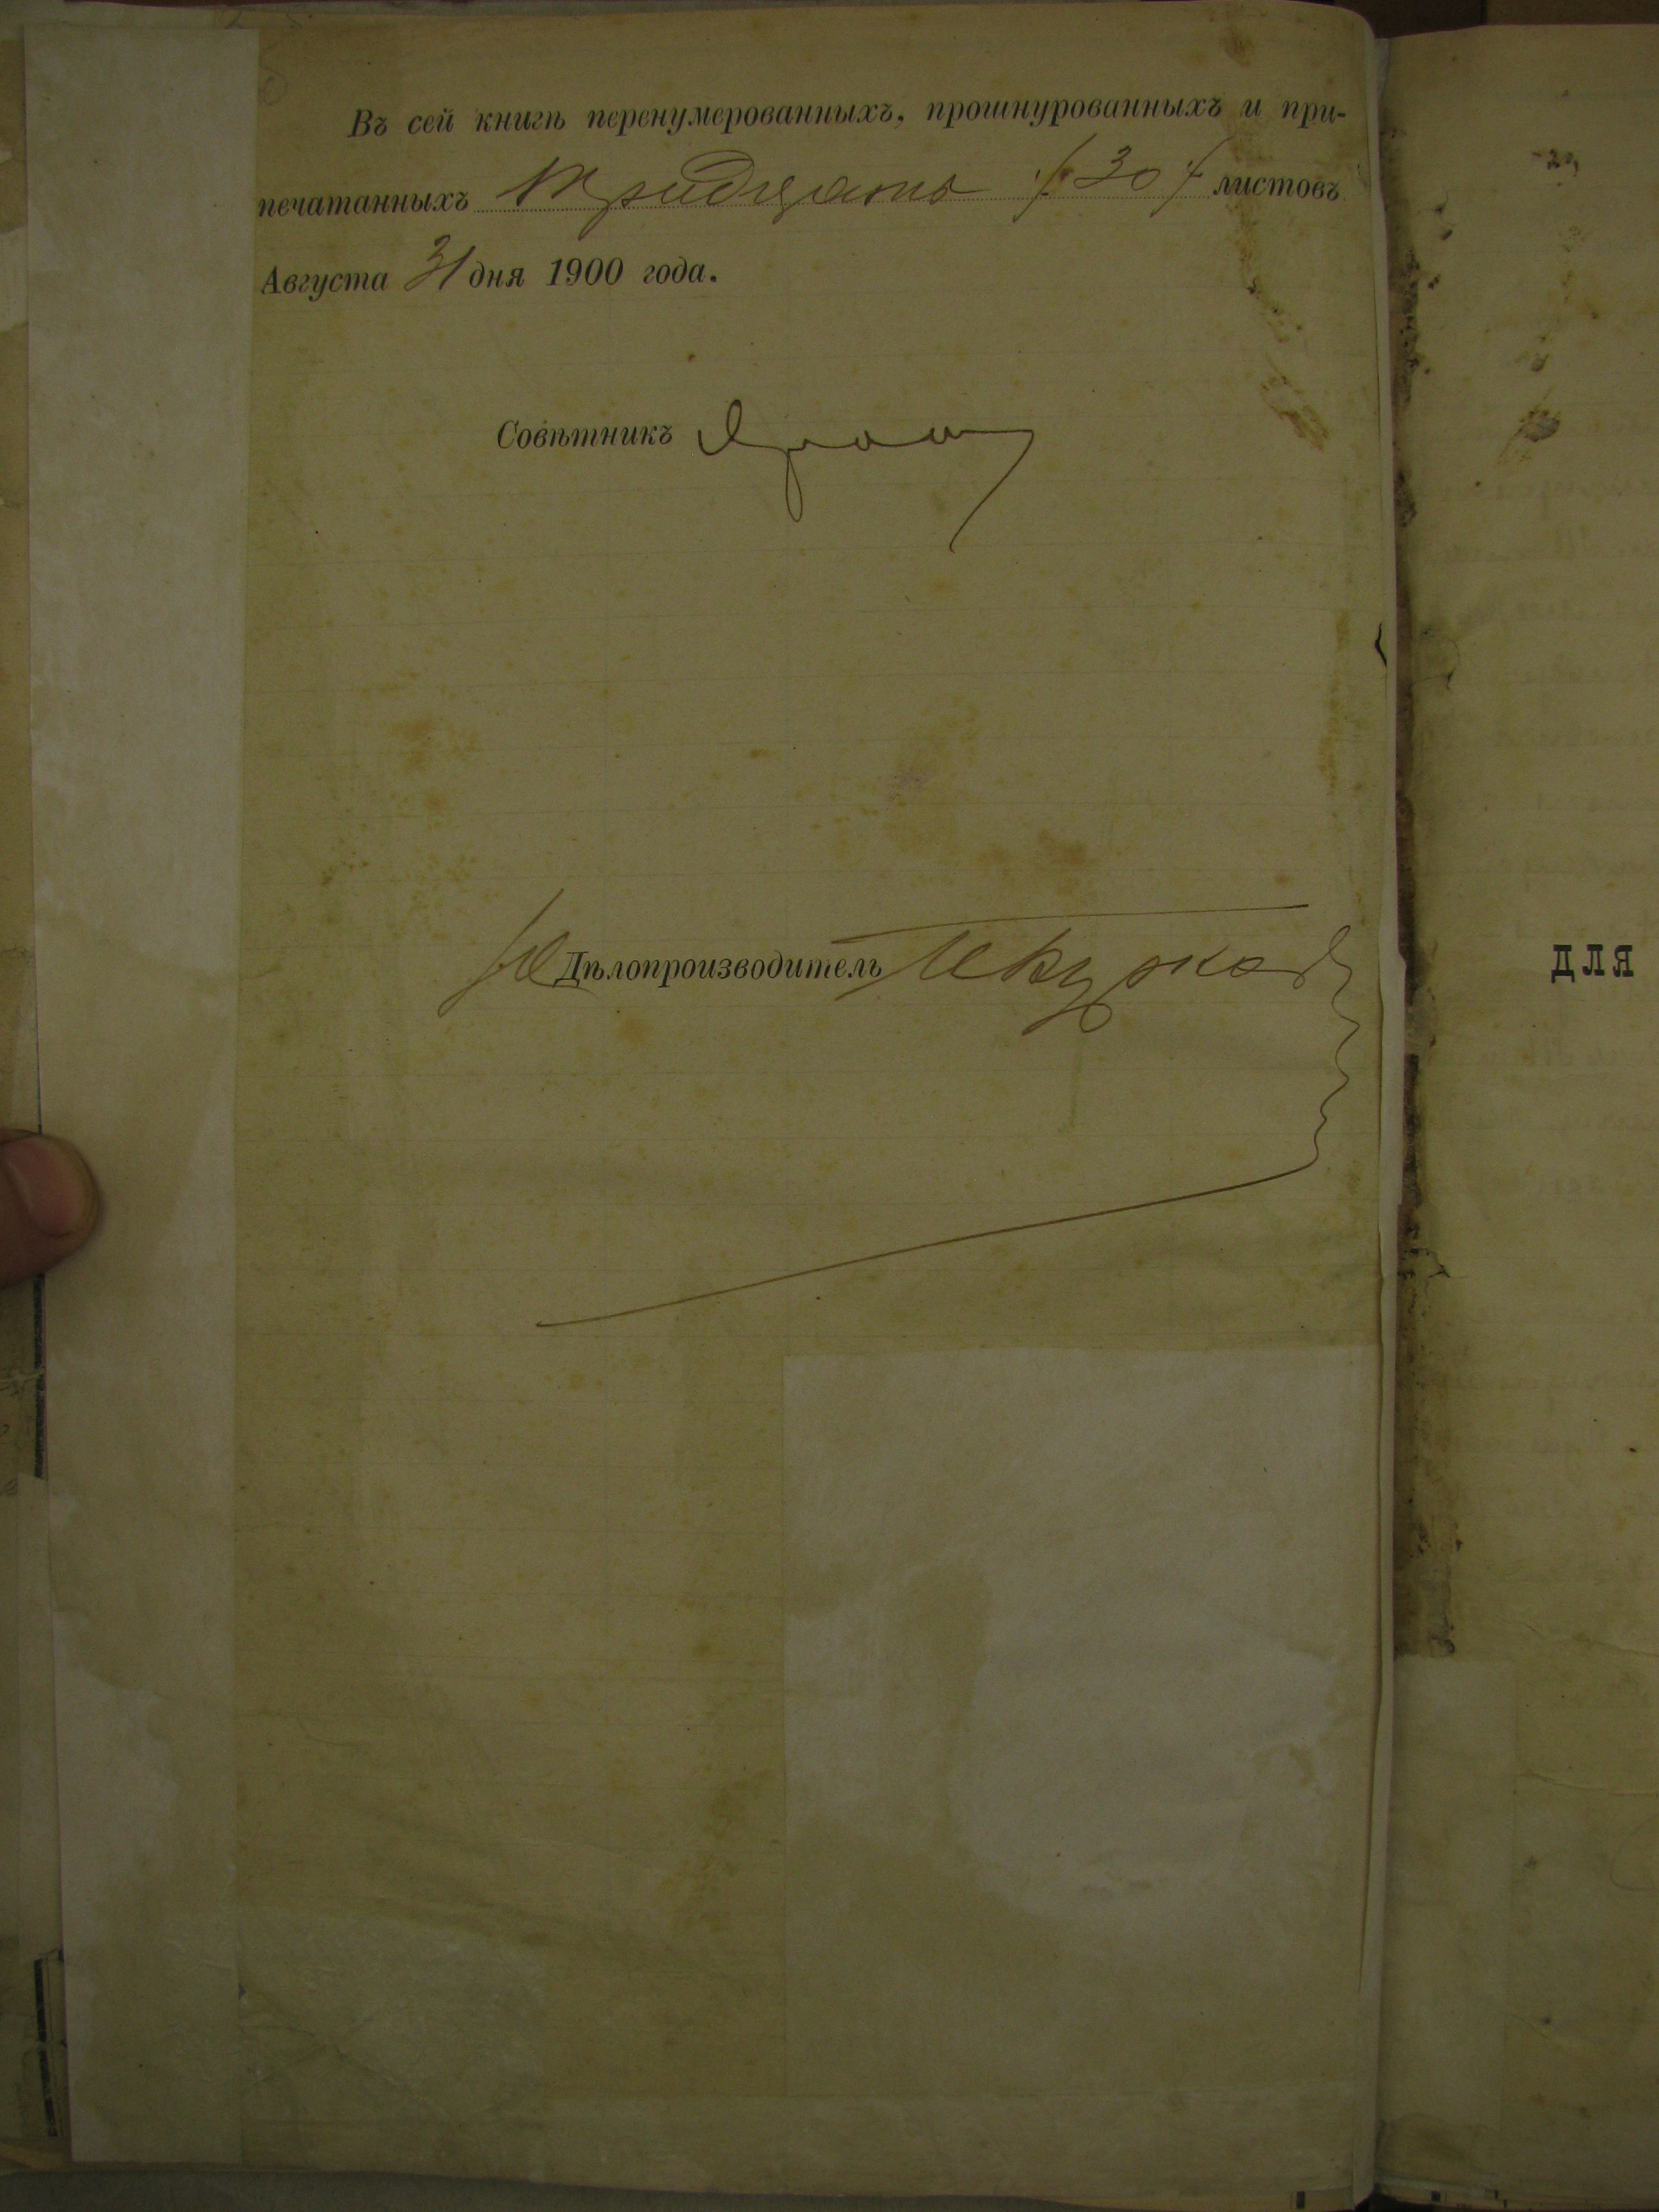 Въ сей книгѣ перенумерованныхъ, прошнурованныхъ и при-
печатанныхъ тридцать /30/ листовъ
Августа 31 дня 1900 года.
Совѣтникъ
Дѣлопроизводитель
для